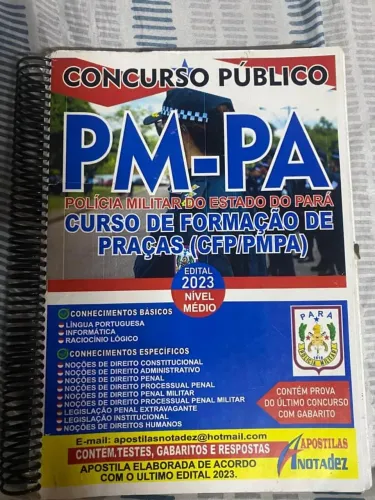 CONCURSO PÚBLICO
PM-PA
POLÍCIA MILITAR DO ESTADO DO PARÁ
CURSO DE FORMAÇÃO DE
PRAÇAS (CFP/PMPA)
EDITAL
2023
NÍVEL
MÉDIO
CONHECIMENTOS BÁSICOS
LÍNGUA PORTUGUESA
INFORMÁTICA
RACIOCÍNIO LÓGICO
CONHECIMENTOS ESPECÍFICOS
NOÇÕES DE DIREITO CONSTITUCIONAL
NOÇÕES DE DIREITO ADMINISTRATIVO
NOÇÕES DE DIREITO PENAL
NOÇÕES DE DIREITO PROCESSUAL PENAL
NOÇÕES DE DIREITO PENAL MILITAR
NOÇÕES DE DIREITO PROCESSUAL PENAL MILITAR
LEGISLAÇÃO PENAL EXTRAVAGANTE
LEGISLAÇÃO INSTITUCIONAL
NOÇÕES DE DIREITOS HUMANOS
PARÁ
CONTÉM PROVA
DO ÚLTIMO CONCURSO
COM GABARITO
E-mail: apostilasnotadez@hotmail.com
CONTEM,TESTES, GABARITOS E RESPOSTAS
APOSTILA ELABORADA DE ACORDO
COM O ULTIMO EDITAL 2023.
APOSTILAS
NOTADEZ